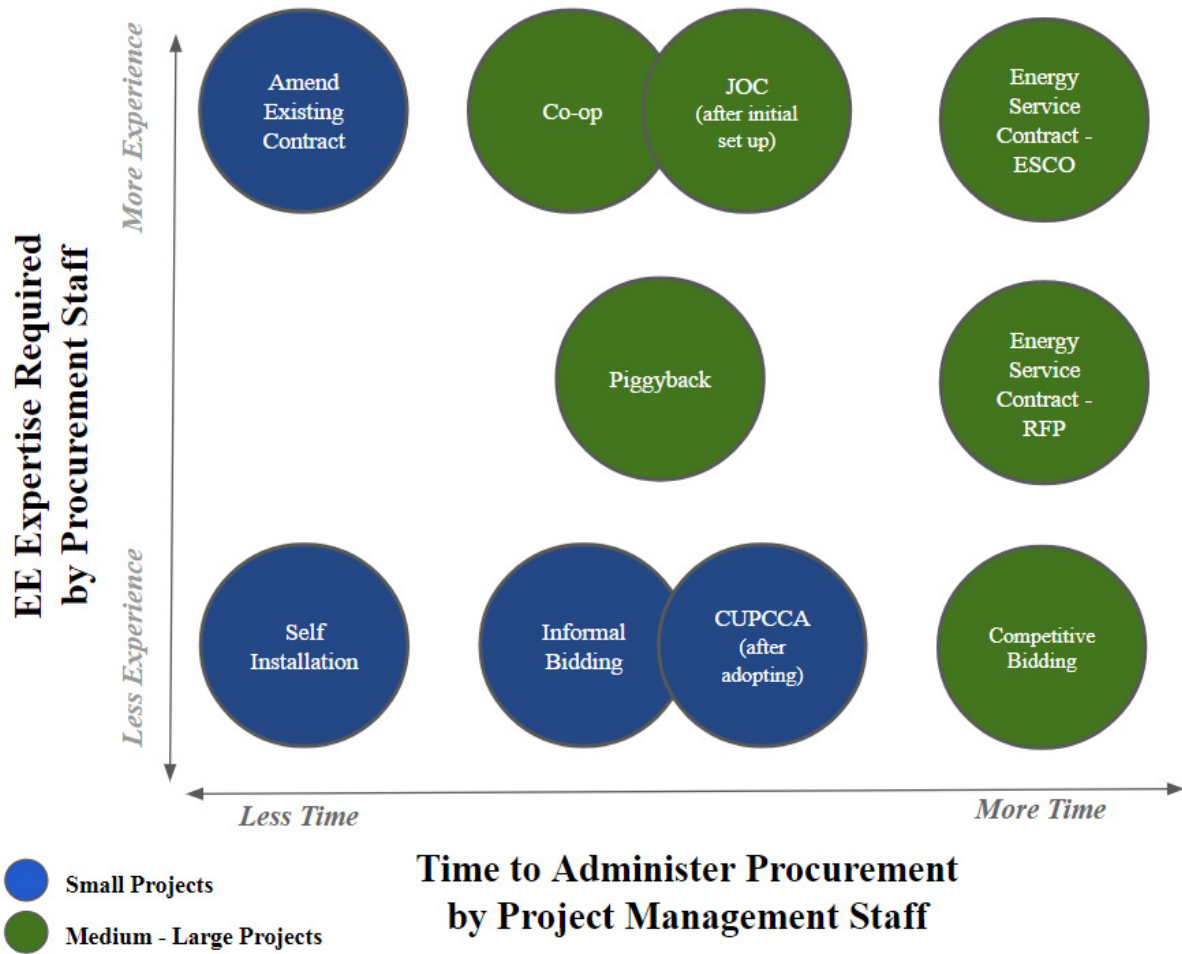 EE Expertise Required
by Procurement Staff
More Experience
Less Experience
Amend
Existing
Contract
Co-op
JOC
(after initial
set up)
Energy
Service
Contract -
ESCO
Piggyback
Energy
Service
Contract -
RFP
Self
Installation
Informal
Bidding
CUPCCA
(after
adopting)
Competitive
Bidding
Less Time
More Time
Time to Administer Procurement
by Project Management Staff
Small Projects
Medium - Large Projects